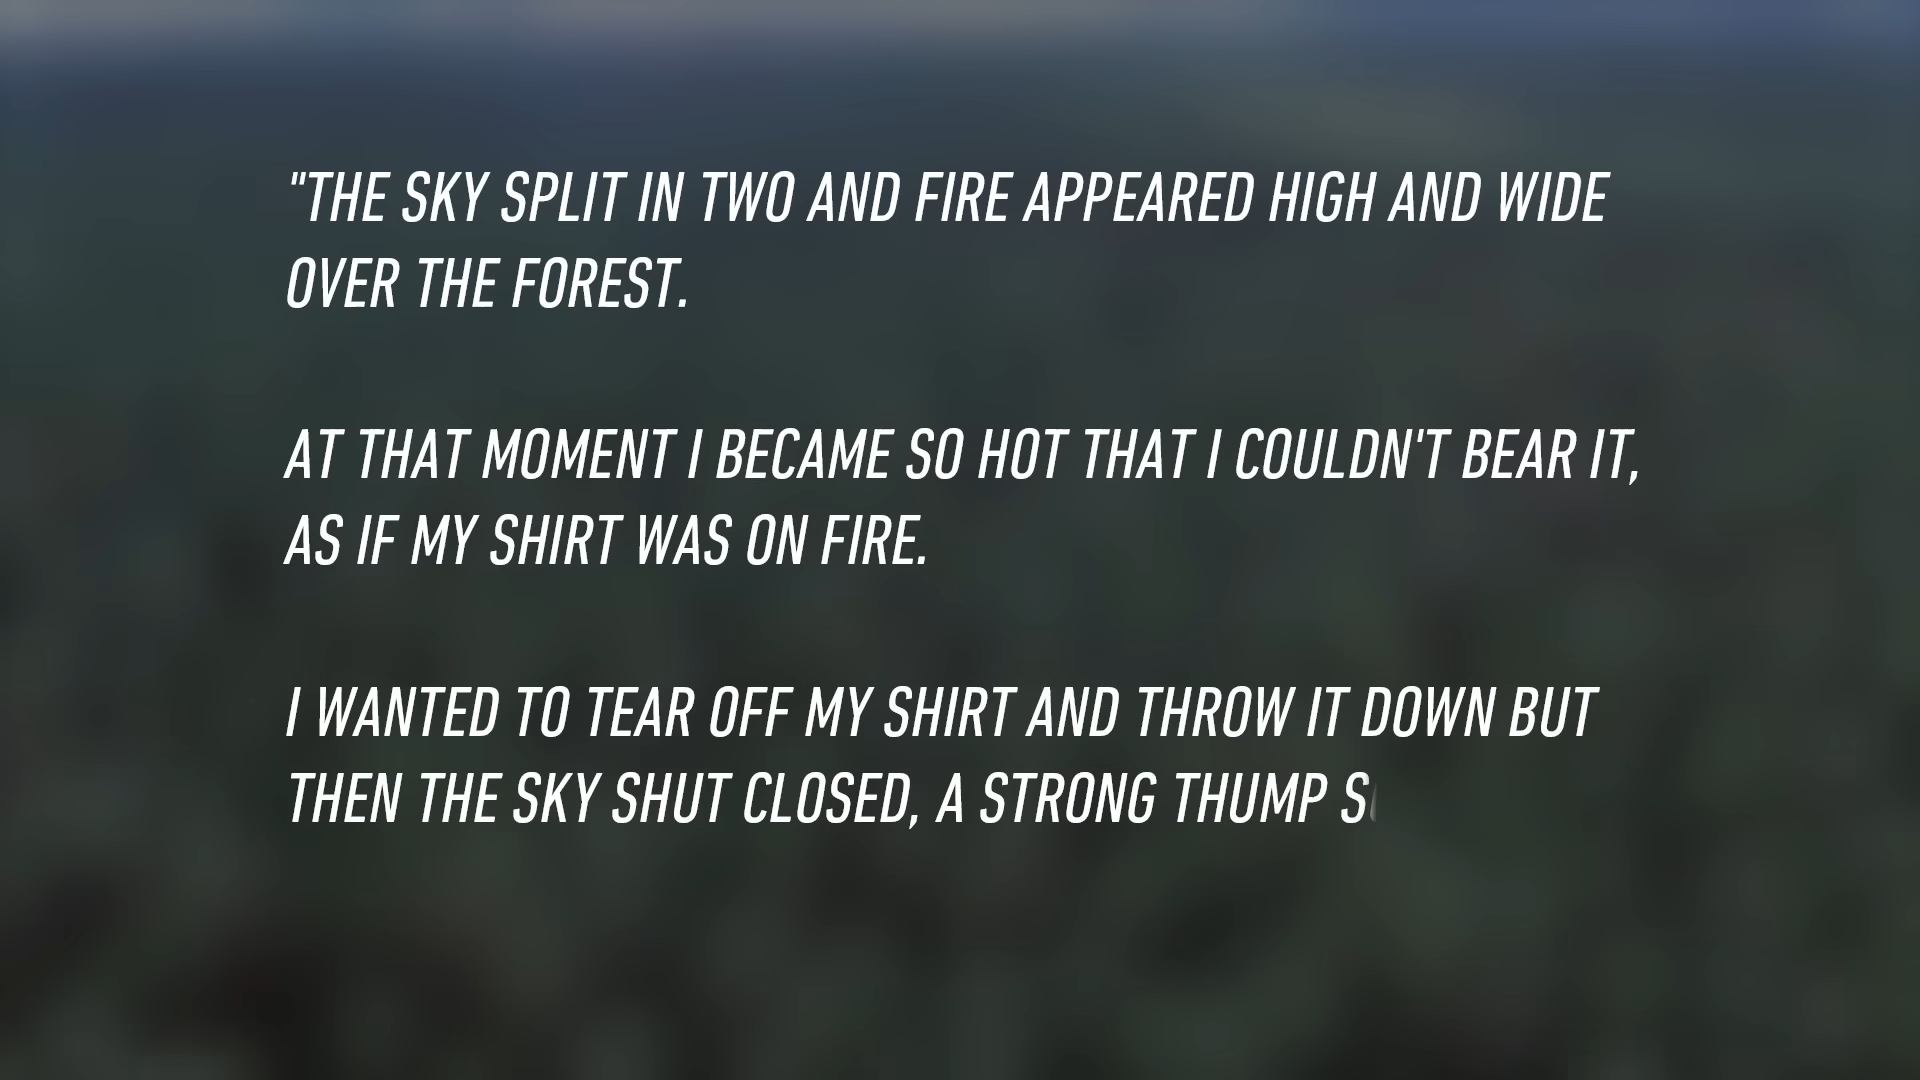 "THE SKY SPLIT IN TWO AND FIRE APPEARED HIGH AND WIDE
OVER THE FOREST.
AT THAT MOMENT I BECAME SO HOT THAT I COULDN'T BEAR IT,
AS IF MY SHIRT WAS ON FIRE.
I WANTED TO TEAR OFF MY SHIRT AND THROW IT DOWN BUT
THEN THE SKY SHUT CLOSED, A STRONG THUMP S